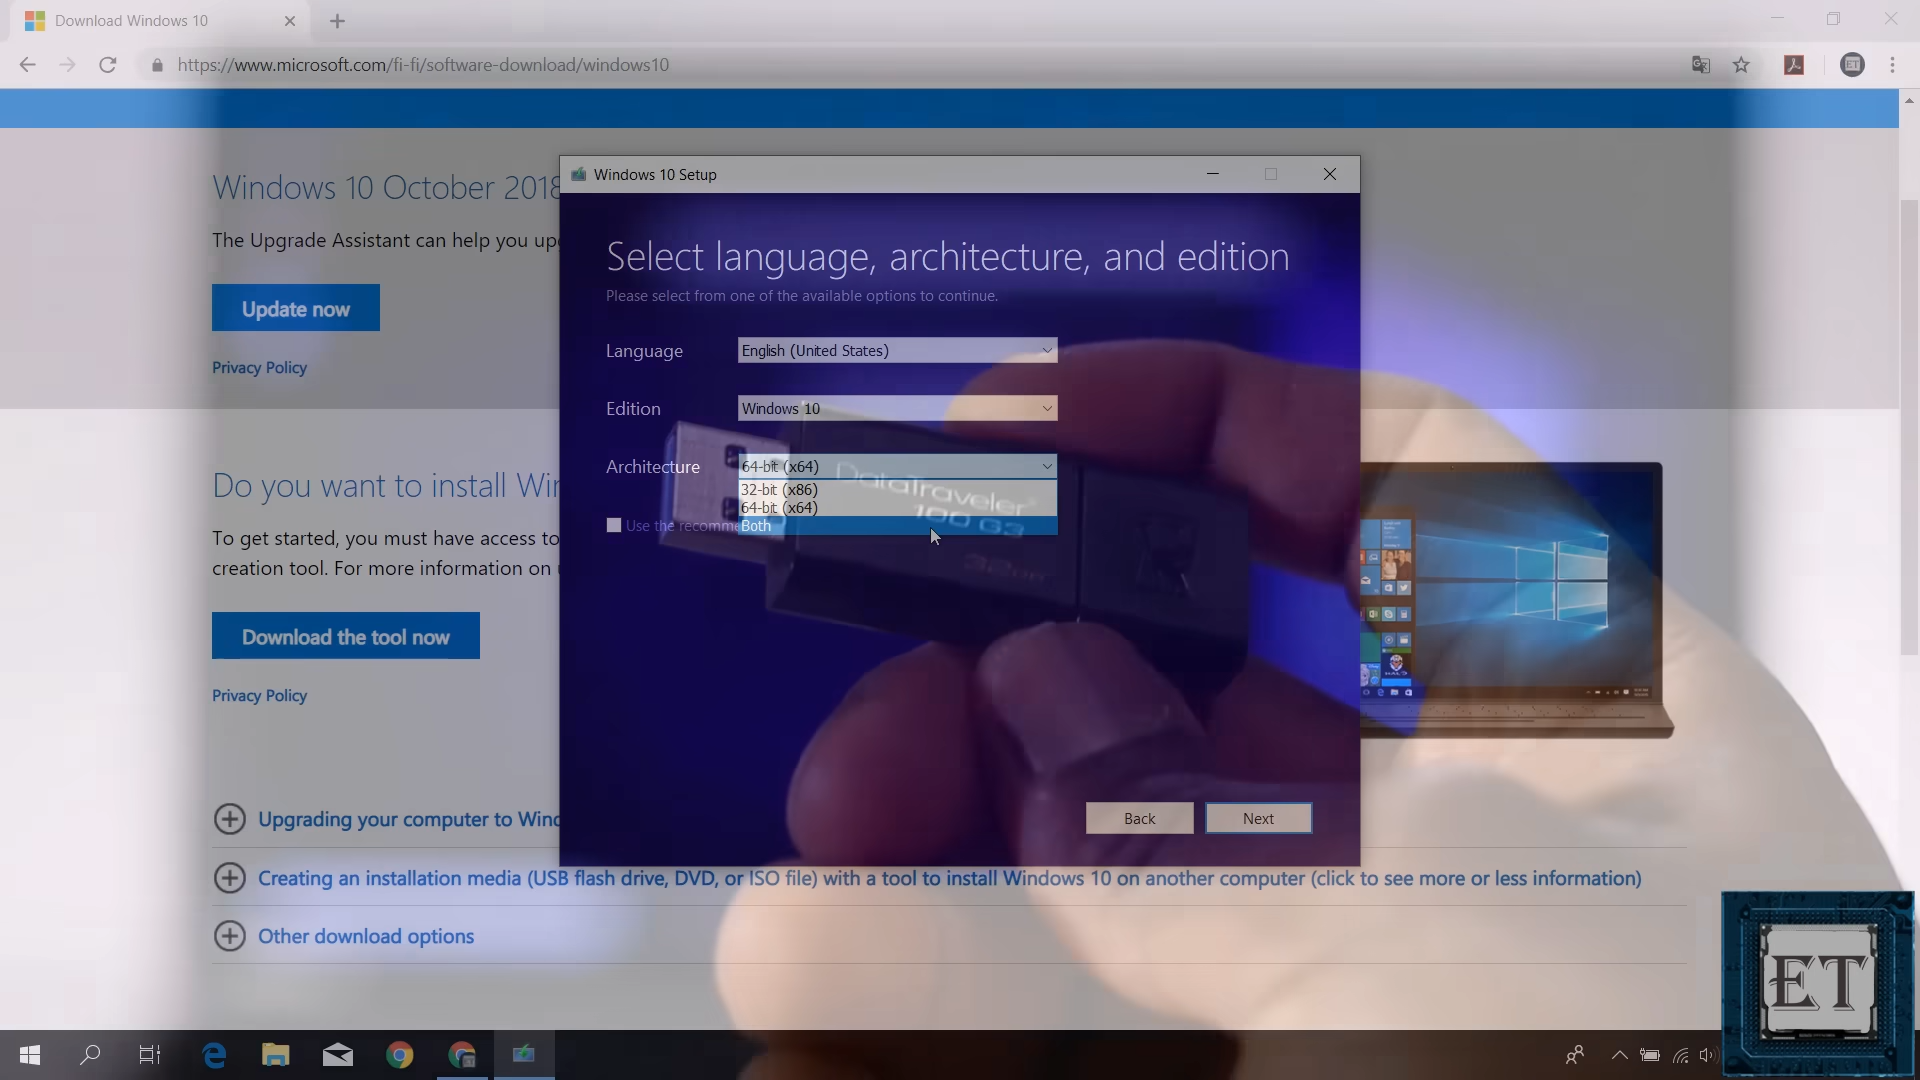 Download Windows 10
https://www.microsoft.com/fi-fi/software-download/windows10
ET
Windows 10 October 2018
The Upgrade Assistant can help you up
Update now
Privacy Policy
Do you want to install Wi
To get started, you must have access to
creation tool. For more information on
Download the tool now
Privacy Policy
Upgrading your computer to Wind
Creating an installation media (USB flash drive, DVD, or ISO file) with a tool to install Windows 10 on another computer (click to see more or less information)
Other download options
Windows 10 Setup
Select language, architecture, and edition
Please select from one of the available options to continue.
Language
English (United States)
Edition
Windows 10
Architecture
64-bit (x64)
32-bit (x86)
64-bit (x64)
Both
Use the recomme
DataTraveler
100 G3
32GB
Back
Next
ET